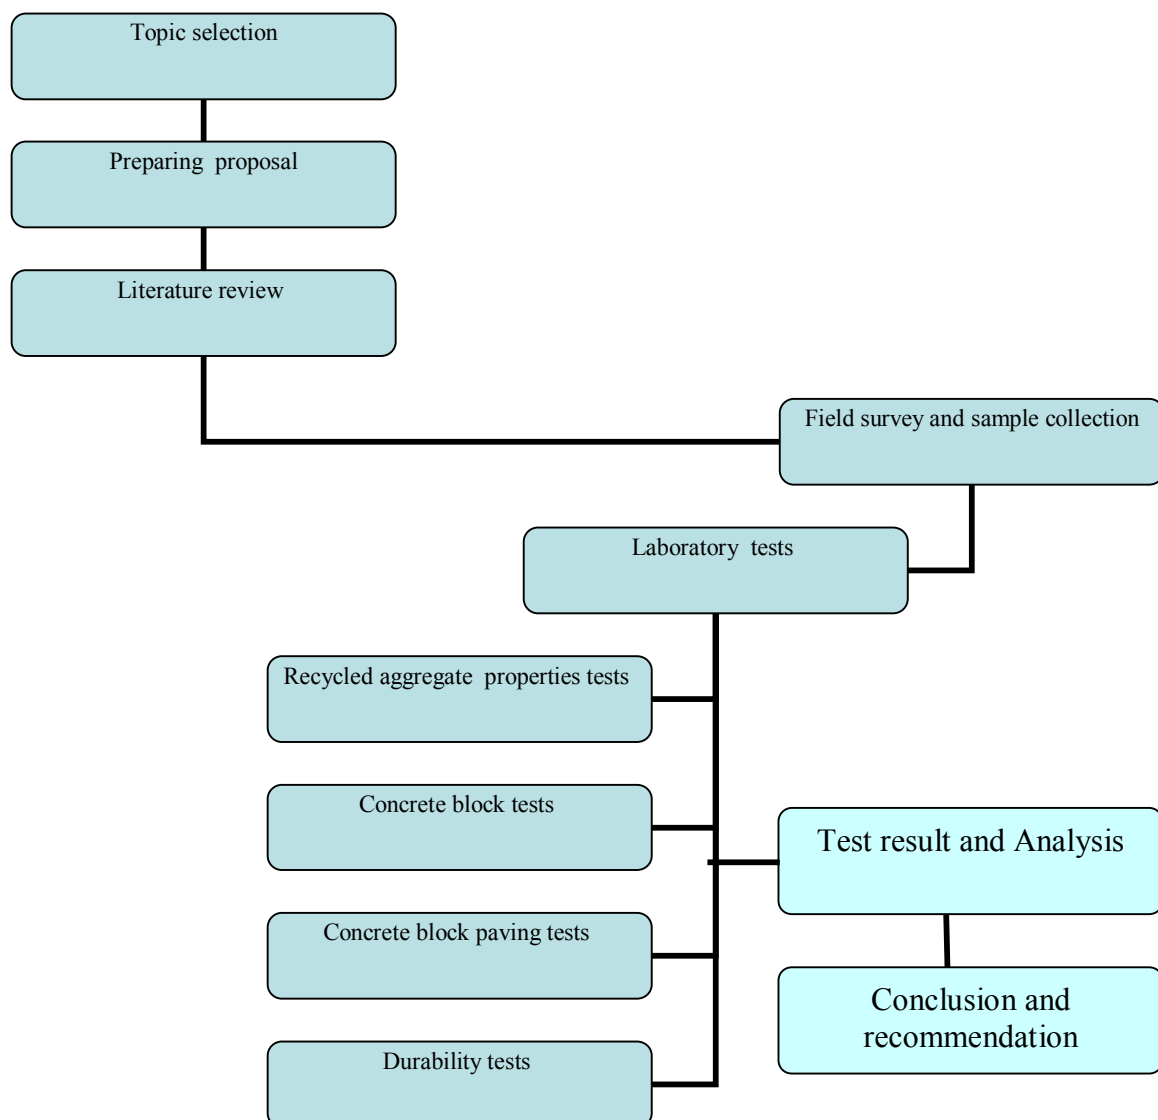 Topic selection
Preparing proposal
Literature review
Field survey and sample collection
Laboratory tests
Recycled aggregate properties tests
Concrete block tests
Test result and Analysis
Concrete block paving tests
Conclusion and
recommendation
Durability tests